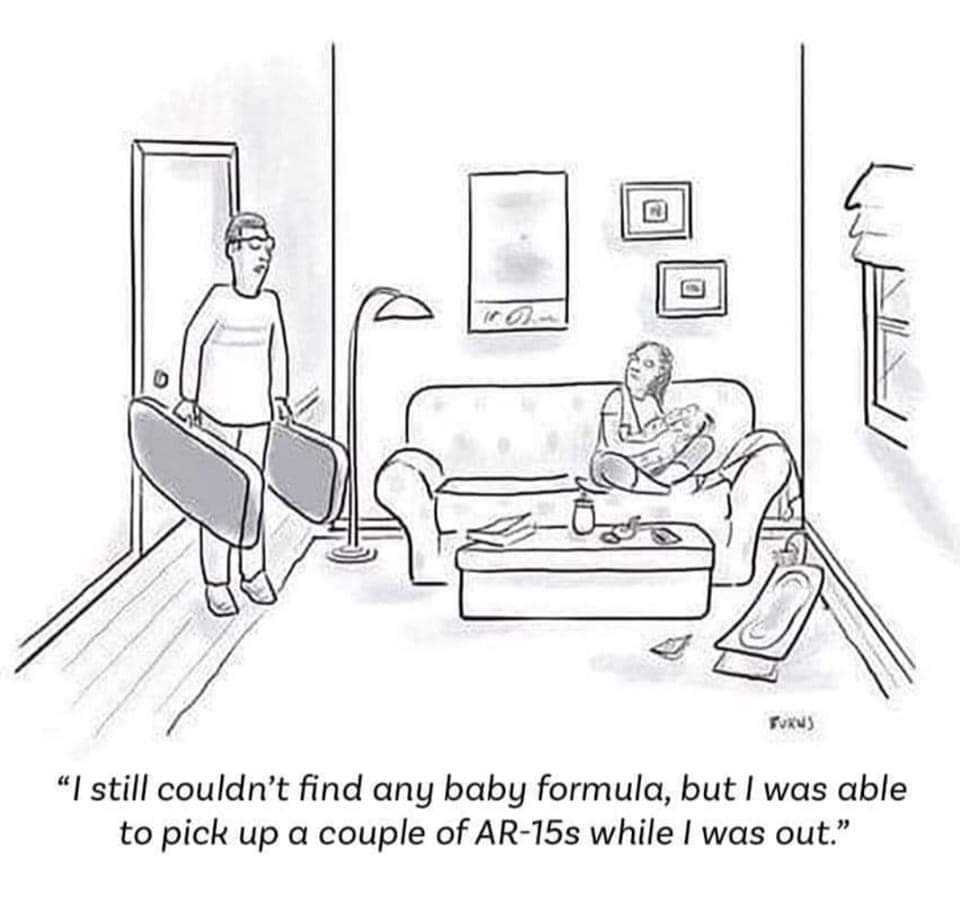 BURNS
“I still couldn’t find any baby formula, but I was able
to pick up a couple of AR-15s while I was out.”